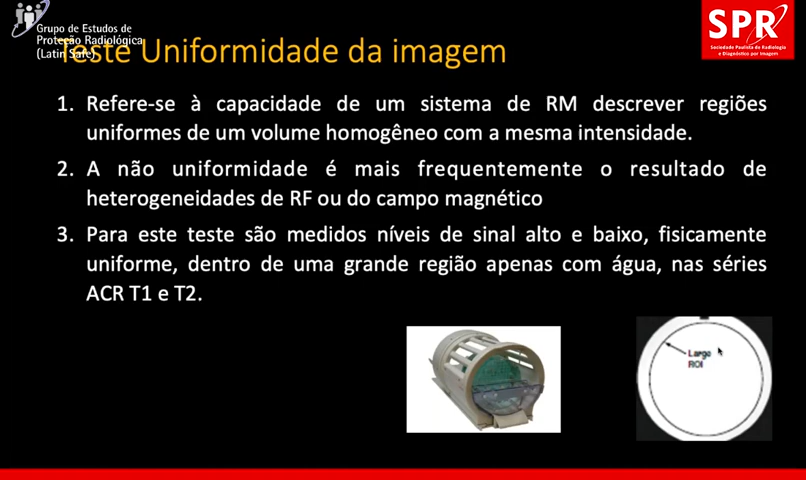 Grupo de Estudos de
Proteção Radiológica
(Latin Safe)
Teste Uniformidade da imagem
SPR
Sociedade Paulista de Radiologia
e Diagnóstico por Imagem
1. Refere-se à capacidade de um sistema de RM descrever regiões
uniformes de um volume homogêneo com a mesma intensidade.
2. A não uniformidade é mais frequentemente o resultado de
heterogeneidades de RF ou do campo magnético
3. Para este teste são medidos níveis de sinal alto e baixo, fisicamente
uniforme, dentro de uma grande região apenas com água, nas séries
ACR T1 e T2.
Large
ROI